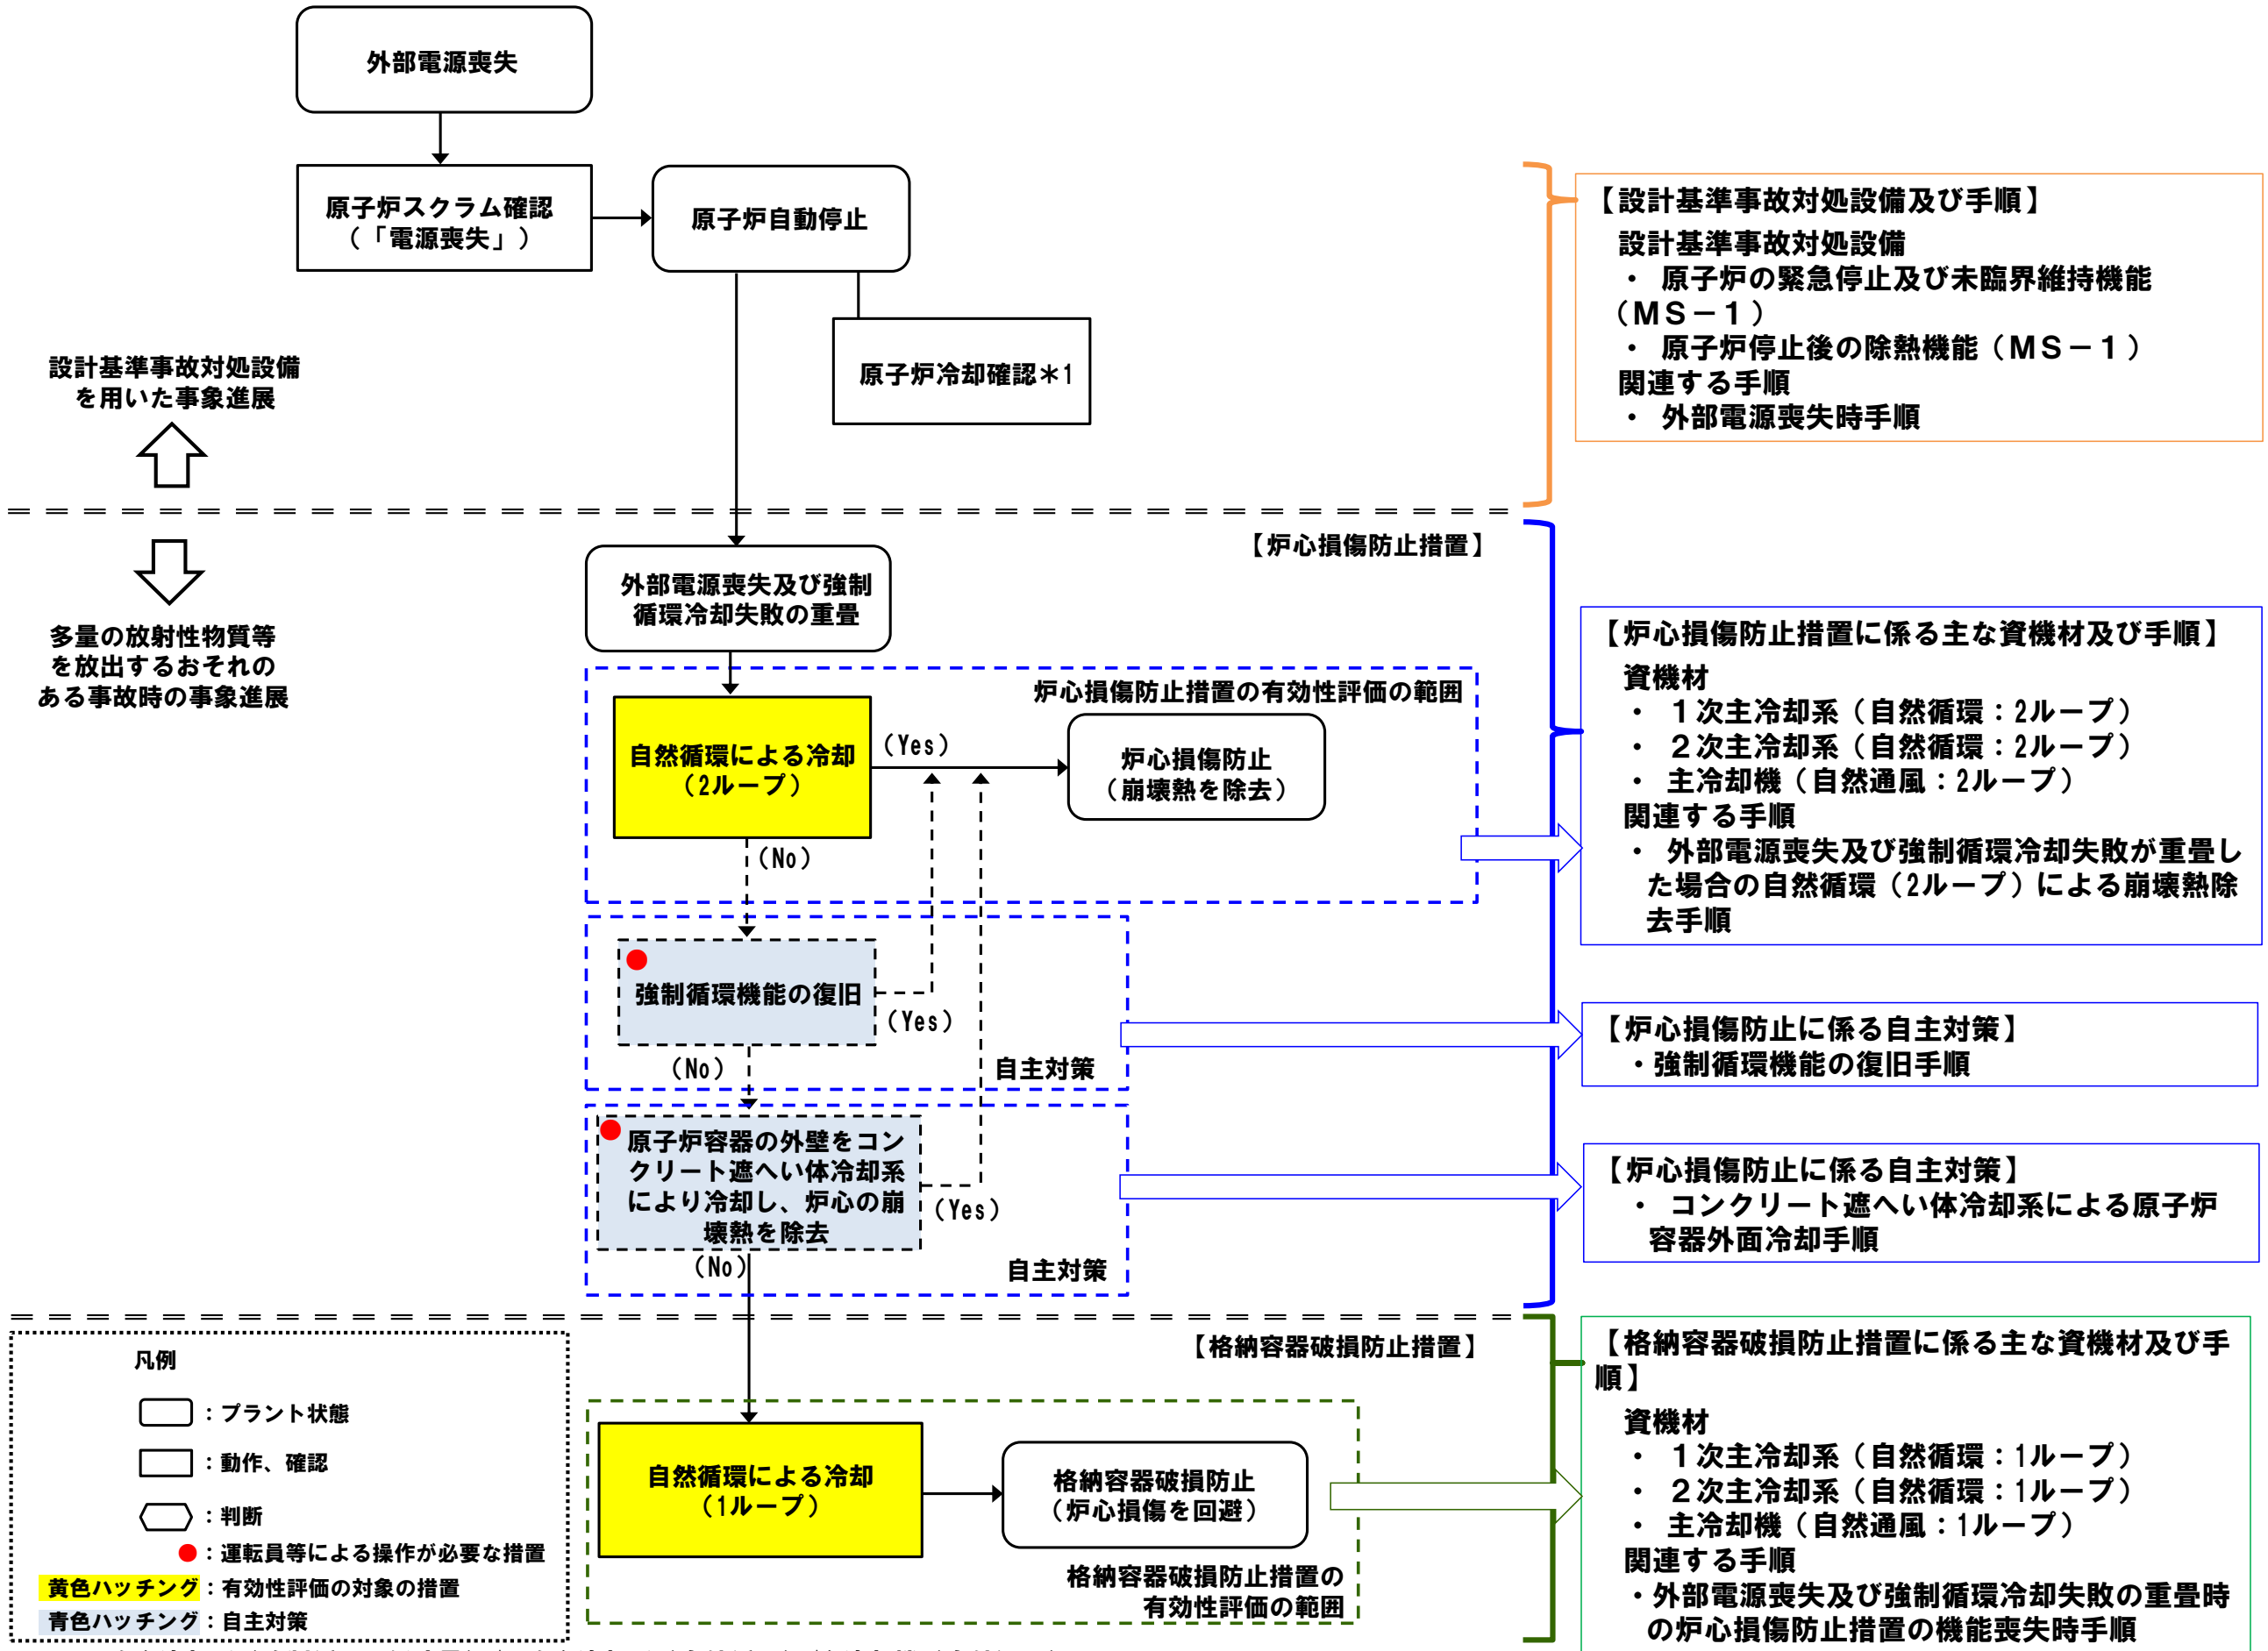 外部電源喪失
原子炉スクラム確認
（「電源喪失」）
原子炉自動停止
原子炉冷却確認＊1
設計基準事故対処設備
を用いた事象進展
【設計基準事故対処設備及び手順】
設計基準事故対処設備
・ 原子炉の緊急停止及び未臨界維持機能
（ＭＳ－１）
・ 原子炉停止後の除熱機能（ＭＳ－１）
関連する手順
・ 外部電源喪失時手順
多量の放射性物質等
を放出するおそれの
ある事故時の事象進展
【炉心損傷防止措置】
外部電源喪失及び強制
循環冷却失敗の重畳
炉心損傷防止措置の有効性評価の範囲
自然循環による冷却
（2ループ）
（Yes）
炉心損傷防止
（崩壊熱を除去）
（No）
強制循環機能の復旧
（Yes）
（No）
自主対策
原子炉容器の外壁をコン
クリート遮へい体冷却系
により冷却し、炉心の崩
壊熱を除去
（Yes）
（No）
自主対策
【炉心損傷防止措置に係る主な資機材及び手順】
資機材
・ １次主冷却系（自然循環：2ループ）
・ ２次主冷却系（自然循環：2ループ）
・ 主冷却機（自然通風：2ループ）
関連する手順
・ 外部電源喪失及び強制循環冷却失敗が重畳し
た場合の自然循環（2ループ）による崩壊熱除
去手順
【炉心損傷防止に係る自主対策】
・強制循環機能の復旧手順
【炉心損傷防止に係る自主対策】
・ コンクリート遮へい体冷却系による原子炉
容器外面冷却手順
【格納容器破損防止措置】
自然循環による冷却
（1ループ）
格納容器破損防止
（炉心損傷を回避）
格納容器破損防止措置の
有効性評価の範囲
【格納容器破損防止措置に係る主な資機材及び手
順】
資機材
・ １次主冷却系（自然循環：1ループ）
・ ２次主冷却系（自然循環：1ループ）
・ 主冷却機（自然通風：1ループ）
関連する手順
・外部電源喪失及び強制循環冷却失敗の重畳時
の炉心損傷防止措置の機能喪失時手順
凡例
：プラント状態
：動作、確認
：判断
：運転員等による操作が必要な措置
黄色ハッチング：有効性評価の対象の措置
青色ハッチング：自主対策